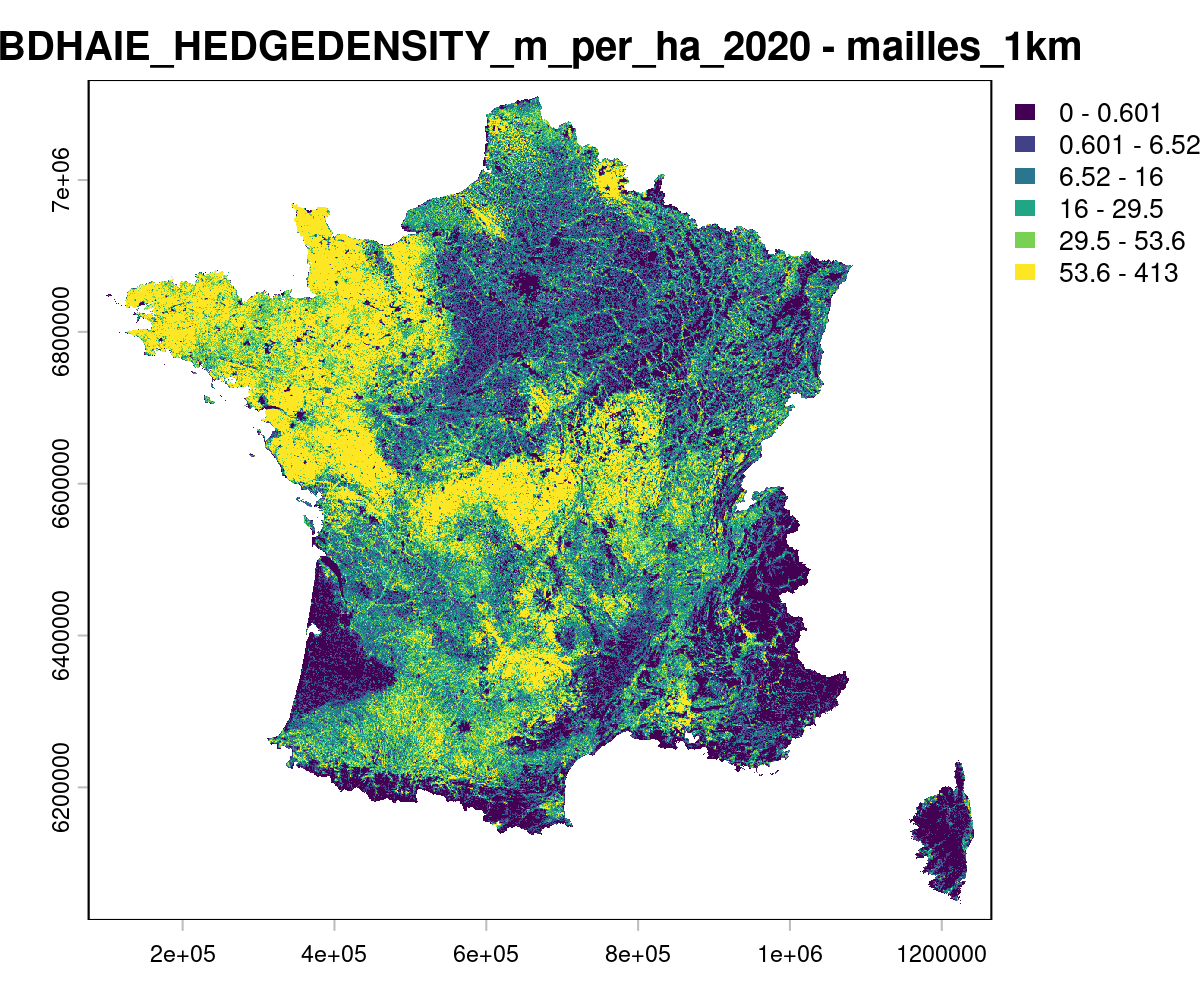 BDHAIE_HEDGEDENSITY_m_per_ha_2020 - mailles_1km
0 - 0.601
0.601 - 6.52
6.52 - 16
16 - 29.5
29.5 - 53.6
53.6 - 413
7e+06
6800000
6600000
6400000
6200000
2e+05
4e+05
6e+05
8e+05
1e+06
1200000